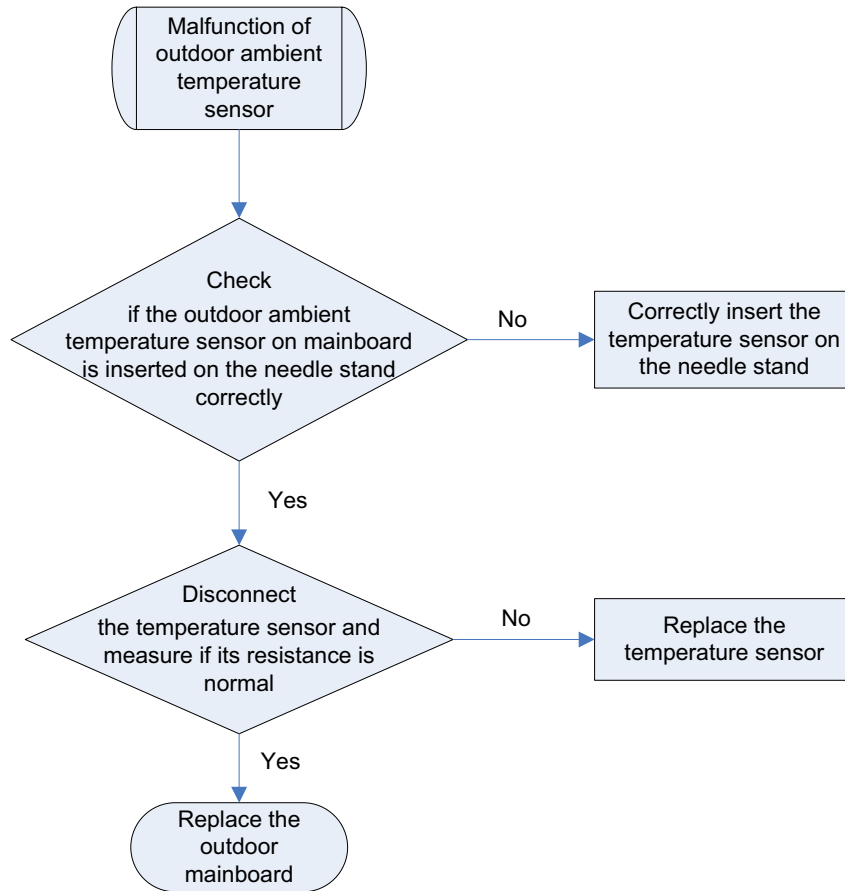 Malfunction of
outdoor ambient
temperature
sensor
Check
if the outdoor ambient
temperature sensor on mainboard
is inserted on the needle stand
correctly
No
Correctly insert the
temperature sensor on
the needle stand
Yes
Disconnect
the temperature sensor and
measure if its resistance is
normal
No
Replace the
temperature sensor
Yes
Replace the
outdoor
mainboard